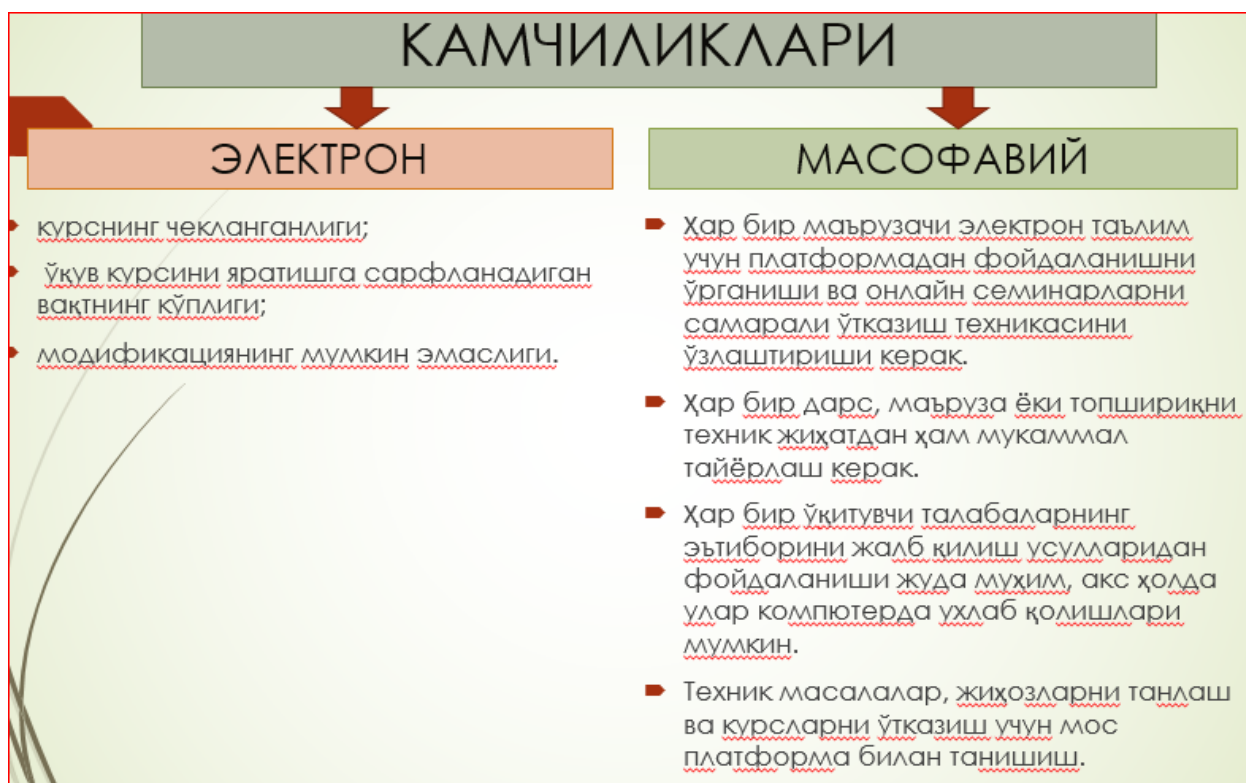 КАМЧИЛИКЛАРИ
ЭЛЕКТРОН
курснинг чекланганлиги;
ўқув курсини яратишга сарфланадиган
вақтнинг кўплиги;
модификациянинг мумкин эмаслиги.
МАСОФАВИЙ
Ҳар бир маърузачи электрон таълим
учун платформадан фойдаланишни
ўрганиши ва онлайн семинарларни
самарали ўтказиш техникасини
ўзлаштириши керак.
Ҳар бир дарс, маъруза ёки топшириқни
техник жиҳатдан ҳам мукаммал
тайёрлаш керак.
Ҳар бир ўқитувчи талабаларнинг
эътиборини жалб қилиш усулларидан
фойдаланиши жуда муҳим, акс ҳолда
улар компютерда ухлаб қолишлари
мумкин.
Техник масалалар, жиҳозларни танлаш
ва курсларни ўтказиш учун мос
платформа билан танишиш.